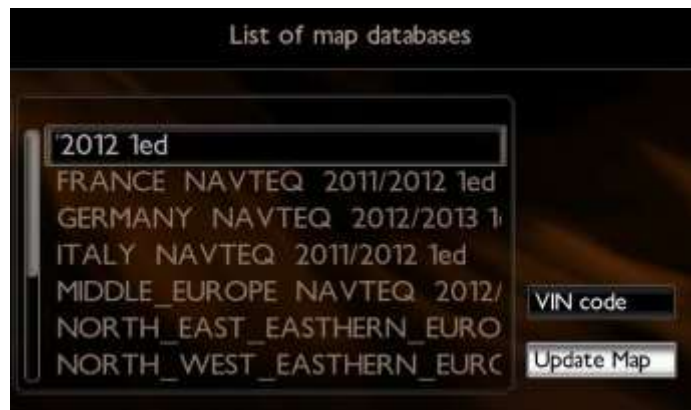 List of map databases
'2012 1ed
FRANCE NAVTEQ 2011/2012 1ed
GERMANY NAVTEQ 2012/2013 1
ITALY NAVTEQ 2011/2012 1ed
MIDDLE_EUROPE NAVTEQ 2012/
NORTH_EAST_EASTHERN_EURO
NORTH_WEST_EASTHERN_EURC
VIN code
Update Map